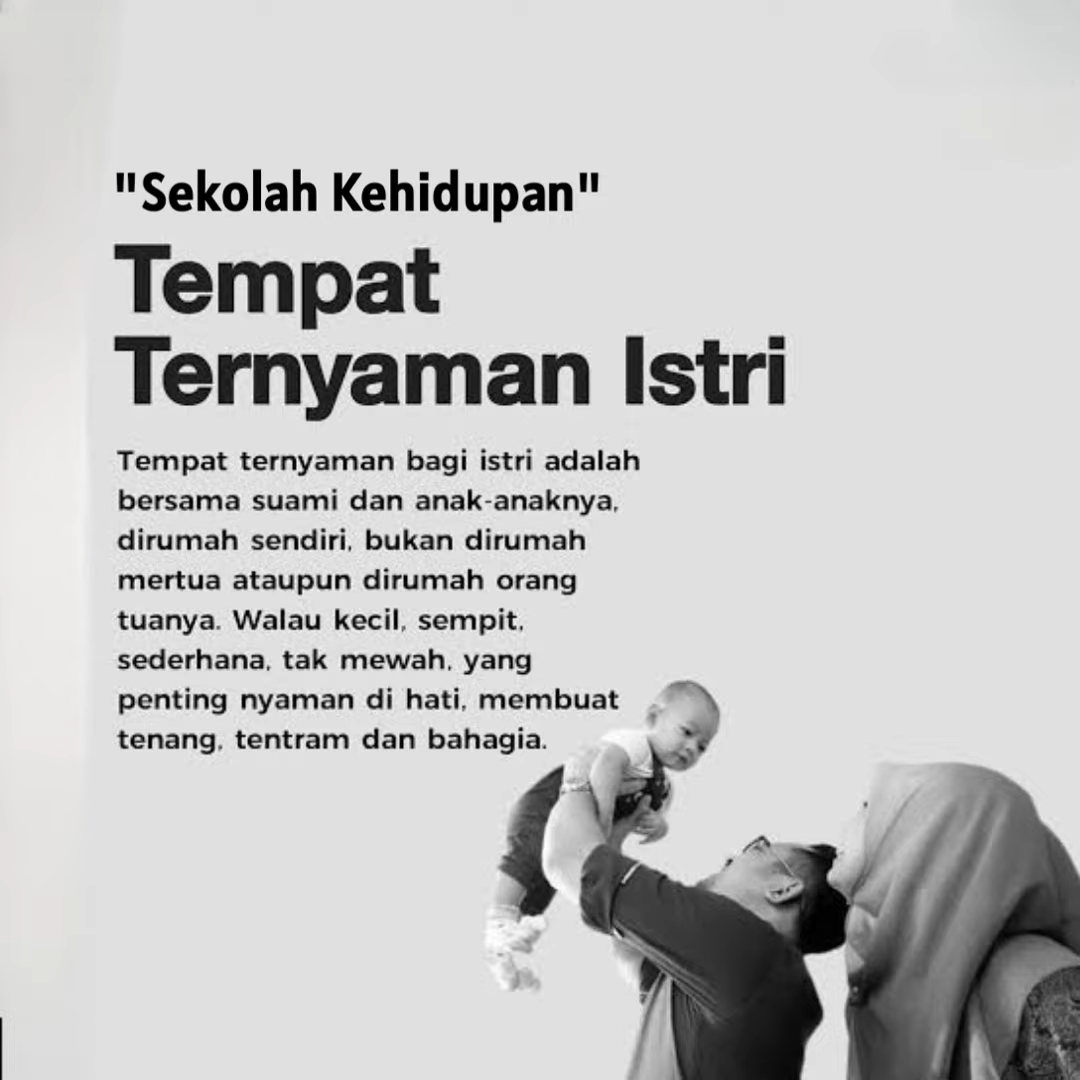 "Sekolah Kehidupan"
Tempat
Ternyaman Istri
Tempat ternyaman bagi istri adalah
bersama suami dan anak-anaknya,
dirumah sendiri, bukan dirumah
mertua ataupun dirumah orang
tuanya. Walau kecil, sempit,
sederhana, tak mewah, yang
penting nyaman di hati, membuat
tenang, tentram dan bahagia.